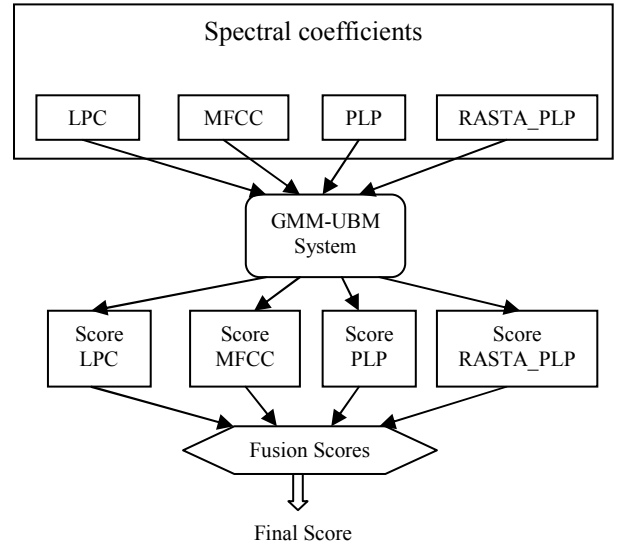 Spectral coefficients
LPC
MFCC
PLP
RASTA_PLP
GMM-UBM
System
Score
LPC
Score
MFCC
Score
PLP
Score
RASTA_PLP
Fusion Scores
Final Score